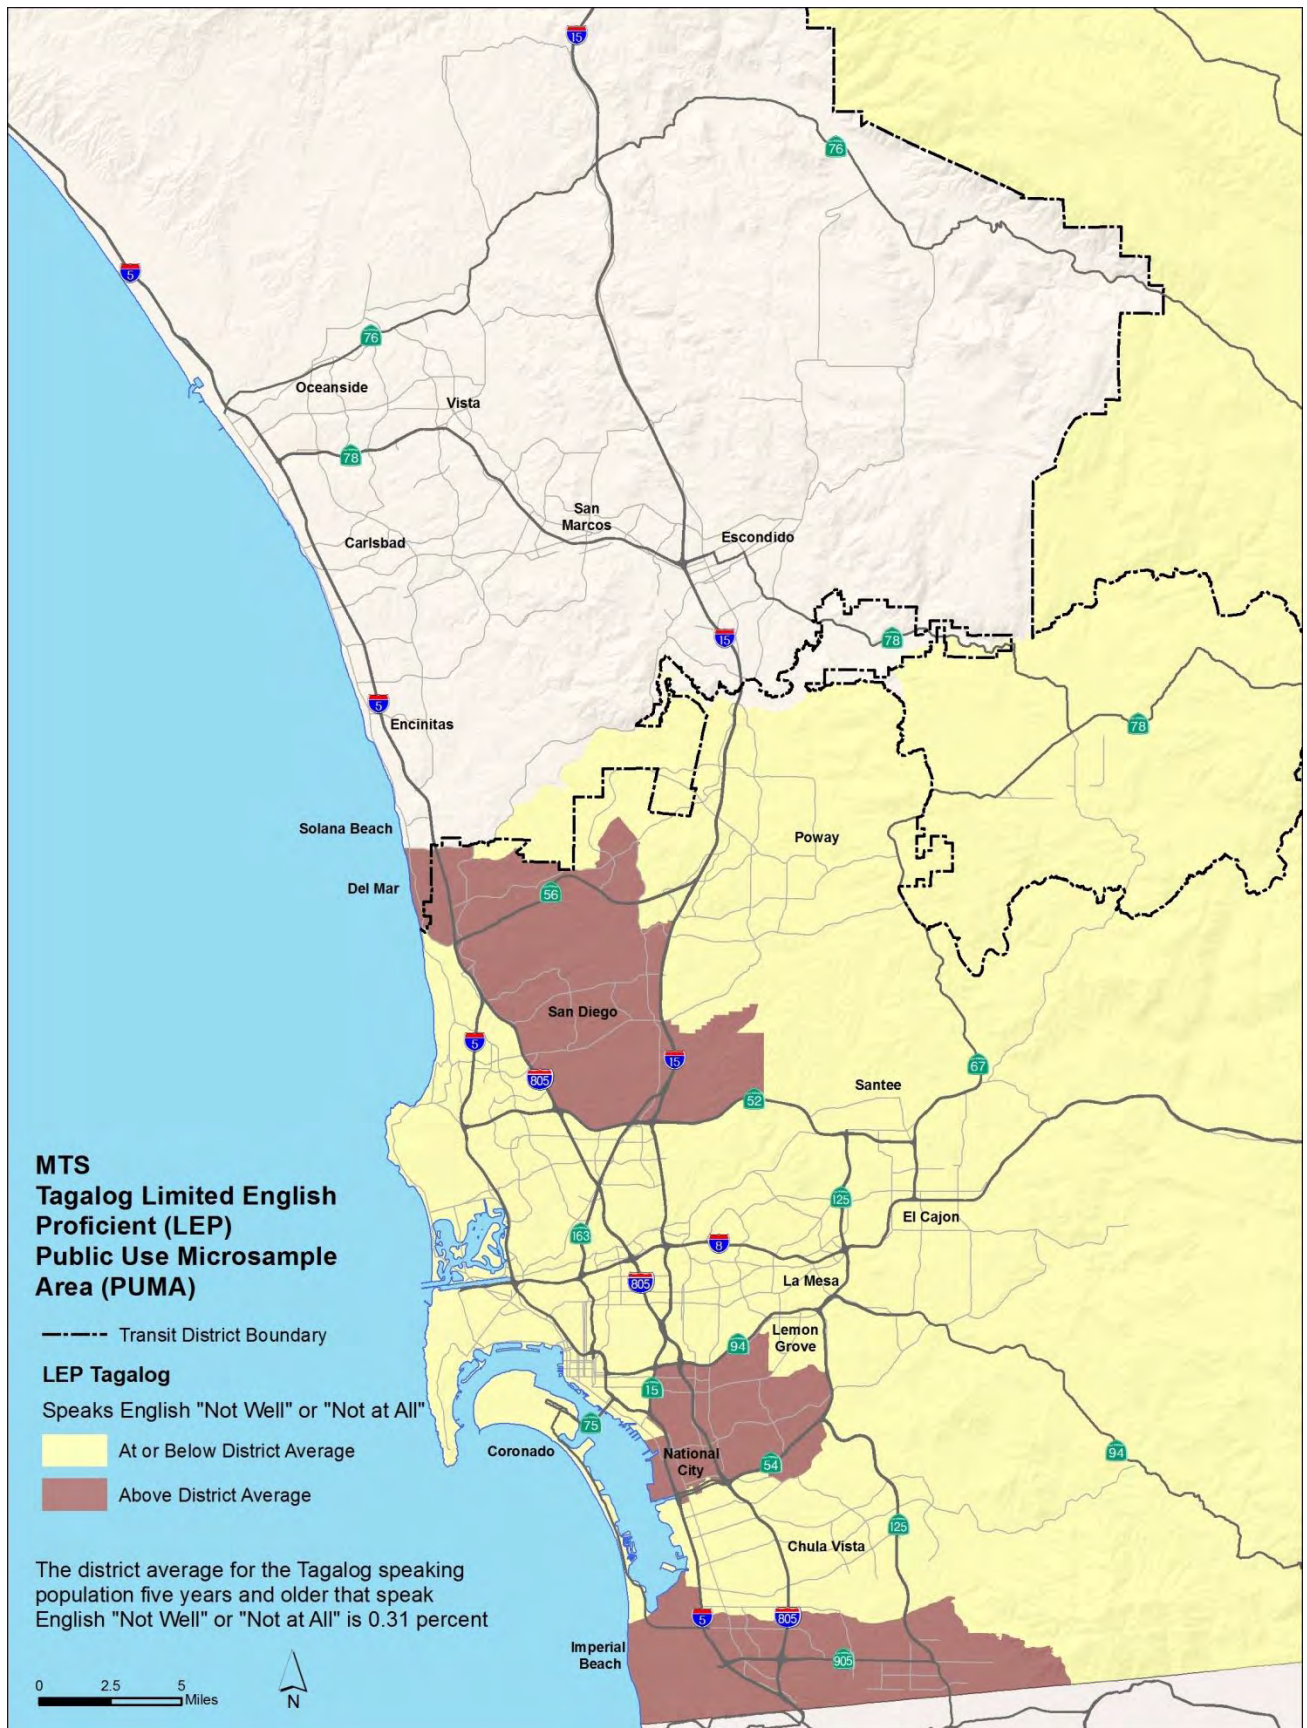 15
76
5
76
Oceanside
Vista
78
San
Marcos
Escondido
Carlsbad
15
78
5
Encinitas
78
Solana Beach
Poway
Del Mar
56
San Diego
5
15
67
805
Santee
52
MTS
Tagalog Limited English
Proficient (LEP)
Public Use Microsample
Area (PUMA)
125
El Cajon
163
8
805
La Mesa
Transit District Boundary
Lemon
Grove
94
LEP Tagalog
15
Speaks English "Not Well" or "Not at All"
75
At or Below District Average
Coronado
National
City
54
94
Above District Average
125
Chula Vista
The district average for the Tagalog speaking
population five years and older that speak
English "Not Well" or "Not at All" is 0.31 percent
5
805
Imperial
Beach
905
0 2.5 5
Miles
N